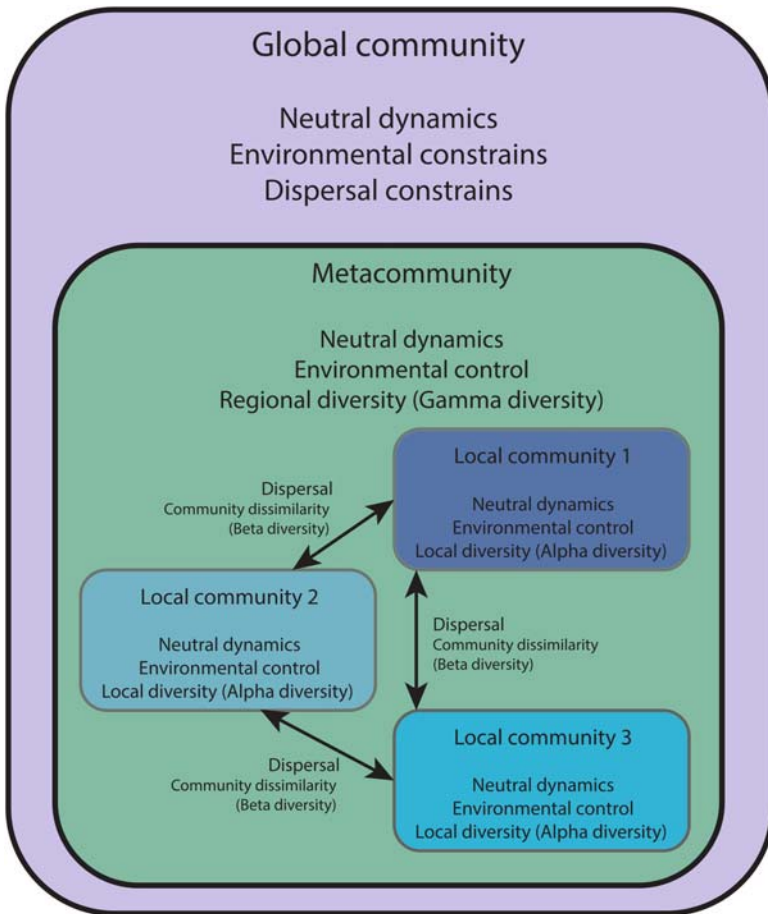 Global community
Neutral dynamics
Environmental constrains
Dispersal constrains
Metacommunity
Neutral dynamics
Environmental control
Regional diversity (Gamma diversity)
Local community 1
Neutral dynamics
Environmental control
Local diversity (Alpha diversity)
Dispersal
Community dissimilarity
(Beta diversity)
Local community 2
Neutral dynamics
Environmental control
Local diversity (Alpha diversity)
Dispersal
Community dissimilarity
(Beta diversity)
Local community 3
Neutral dynamics
Environmental control
Local diversity (Alpha diversity)
Dispersal
Community dissimilarity
(Beta diversity)